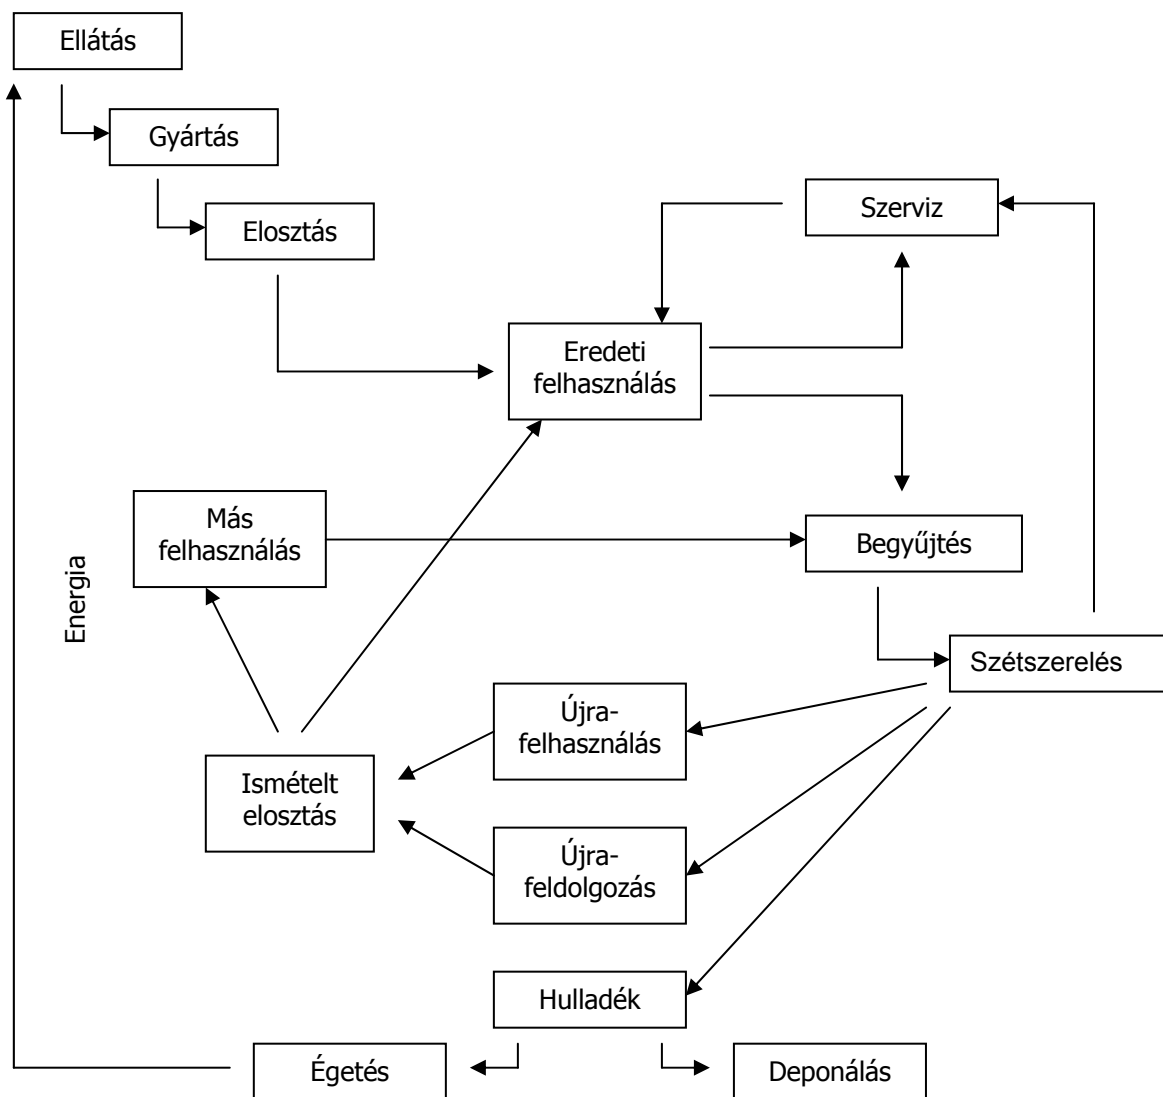 Ellátás
Gyártás
Elosztás
Szerviz
Eredeti
felhasználás
Más
felhasználás
Begyűjtés
Energia
Szétszerelés
Újra-
felhasználás
Ismételt
elosztás
Újra-
feldolgozás
Hulladék
Égetés
Deponálás